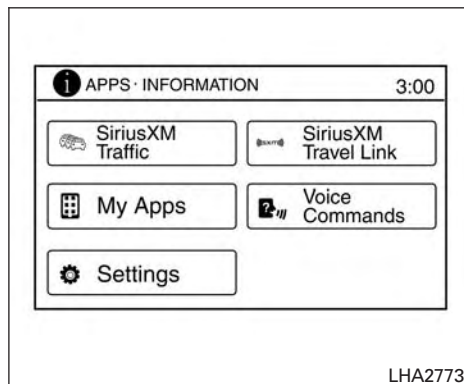 APPS · INFORMATION 3:00
SiriusXM
Traffic
SiriusXM
Travel Link
My Apps
Voice
Commands
Settings
LHA2773